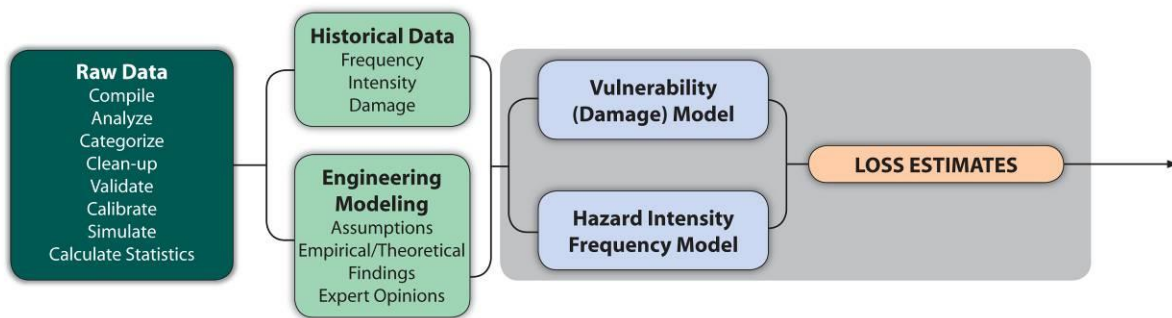 Raw Data
Compile
Analyze
Categorize
Clean-up
Validate
Calibrate
Simulate
Calculate Statistics
Historical Data
Frequency
Intensity
Damage
Engineering
Modeling
Assumptions
Empirical/Theoretical
Findings
Expert Opinions
Vulnerability
(Damage) Model
Hazard Intensity
Frequency Model
LOSS ESTIMATES